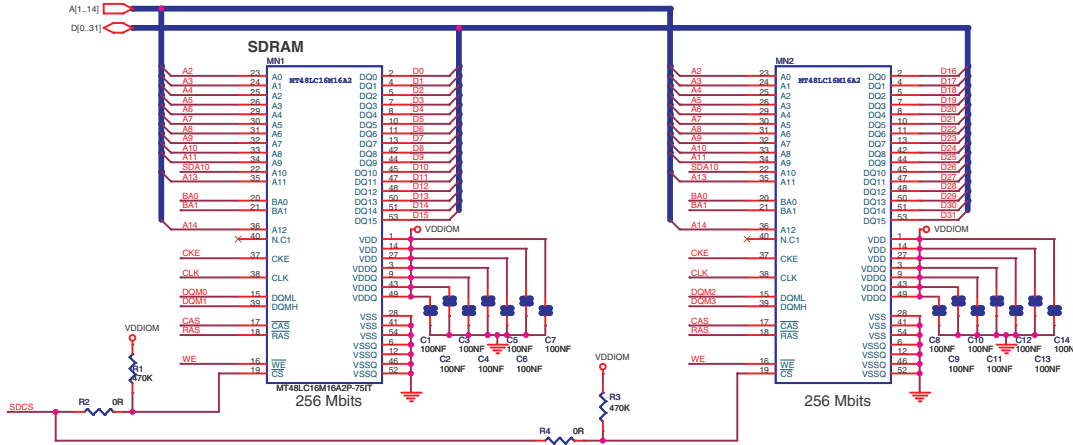 A[1..14]
D[0..31]
SDRAM
MN1
MT48LC16M16A2
A2 23 A0 DQ0 2 D0
A3 24 A1 DQ1 4 D1
A4 25 A2 DQ2 5 D2
A5 26 A3 DQ3 7 D3
A6 29 A4 DQ4 8 D4
A7 30 A5 DQ5 10 D5
A8 31 A6 DQ6 11 D6
A9 32 A7 DQ7 13 D7
A10 33 A8 DQ8 42 D8
A11 34 A9 DQ9 44 D9
SDA10 22 A10 DQ10 45 D10
A13 35 A11 DQ11 47 D11
DQ12 48 D12
BA0 20 BA0 DQ13 50 D13
BA1 21 BA1 DQ14 51 D14
DQ15 53 D15
A14 36 A12
40 N.C1
VDDIOM
VDD 1
VDD 14
CKE 37 CKE VDD 27
VDDQ 3
CLK 38 CLK VDDQ 9
VDDQ 43
DQM0 15 DQML VDDQ 49
DQM1 39 DQMH
VSS 28
CAS 17 CAS VSS 41
RAS 18 RAS VSS 54
VSSQ 6
VSSQ 12
WE 16 WE VSSQ 46
19 CS VSSQ 52
MT48LC16M16A2P-75IT
256 Mbits
C1 C3 C5 C7
100NF 100NF 100NF 100NF
C2 C4 C6
100NF 100NF 100NF
VDDIOM
R1
470K
SDCS
R2 0R
MN2
MT48LC16M16A2
A2 23 A0 DQ0 2 D16
A3 24 A1 DQ1 4 D17
A4 25 A2 DQ2 5 D18
A5 26 A3 DQ3 7 D19
A6 29 A4 DQ4 8 D20
A7 30 A5 DQ5 10 D21
A8 31 A6 DQ6 11 D22
A9 32 A7 DQ7 13 D23
A10 33 A8 DQ8 42 D24
A11 34 A9 DQ9 44 D25
SDA10 22 A10 DQ10 45 D26
A13 35 A11 DQ11 47 D27
DQ12 48 D28
BA0 20 BA0 DQ13 50 D29
BA1 21 BA1 DQ14 51 D30
DQ15 53 D31
A14 36 A12
40 N.C1
VDDIOM
VDD 1
VDD 14
CKE 37 CKE VDD 27
VDDQ 3
CLK 38 CLK VDDQ 9
VDDQ 43
DQM2 15 DQML VDDQ 49
DQM3 39 DQMH
VSS 28
CAS 17 CAS VSS 41
RAS 18 RAS VSS 54
VSSQ 6
VSSQ 12
WE 16 WE VSSQ 46
19 CS VSSQ 52
256 Mbits
C8 C10 C12 C14
100NF 100NF 100NF 100NF
C9 C11 C13
100NF 100NF 100NF
VDDIOM
R3
470K
R4 0R